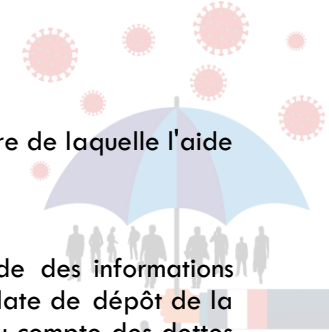 re de laquelle l'aide
de des informations
late de dépôt de la
compte des dettes